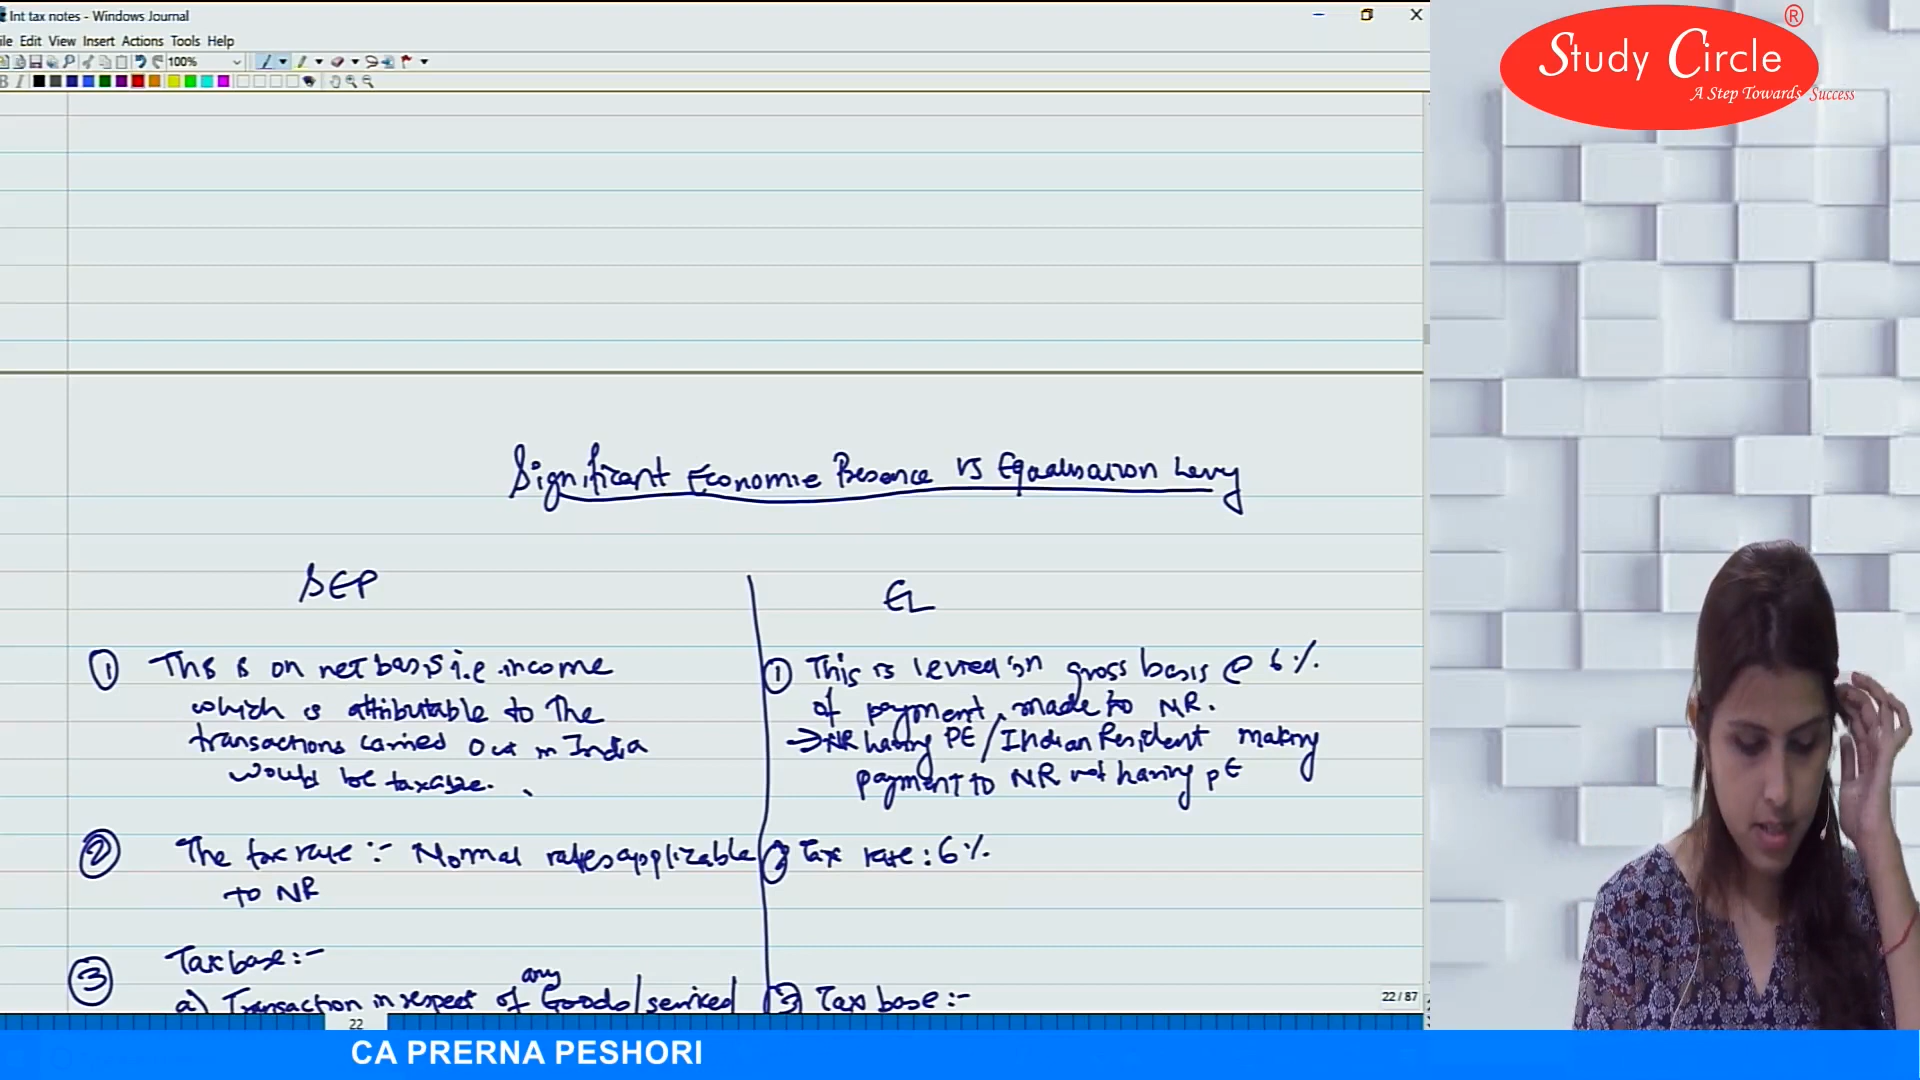 Int tax notes - Windows Journal
ile Edit View Insert Actions Tools Help
100%
B I
Study Circle ®
A Step Towards Success
Significant Economic Presence vs Equalisation Levy
SEP
EL
① This is on net basis i.e. income
which is attributable to the
transactions carried out in India
would be taxable.
① This is levied on gross basis @ 6%
of payment made to NR.
→ NR having PE/Indian Resident making
payment to NR not having PE
② The tax rate :- Normal rates applicable
to NR
② Tax rate : 6%
③ Tax base :-
a) Transaction in respect of any Goods/services
③ Tax base :-
22/87
22
CA PRERNA PESHORI